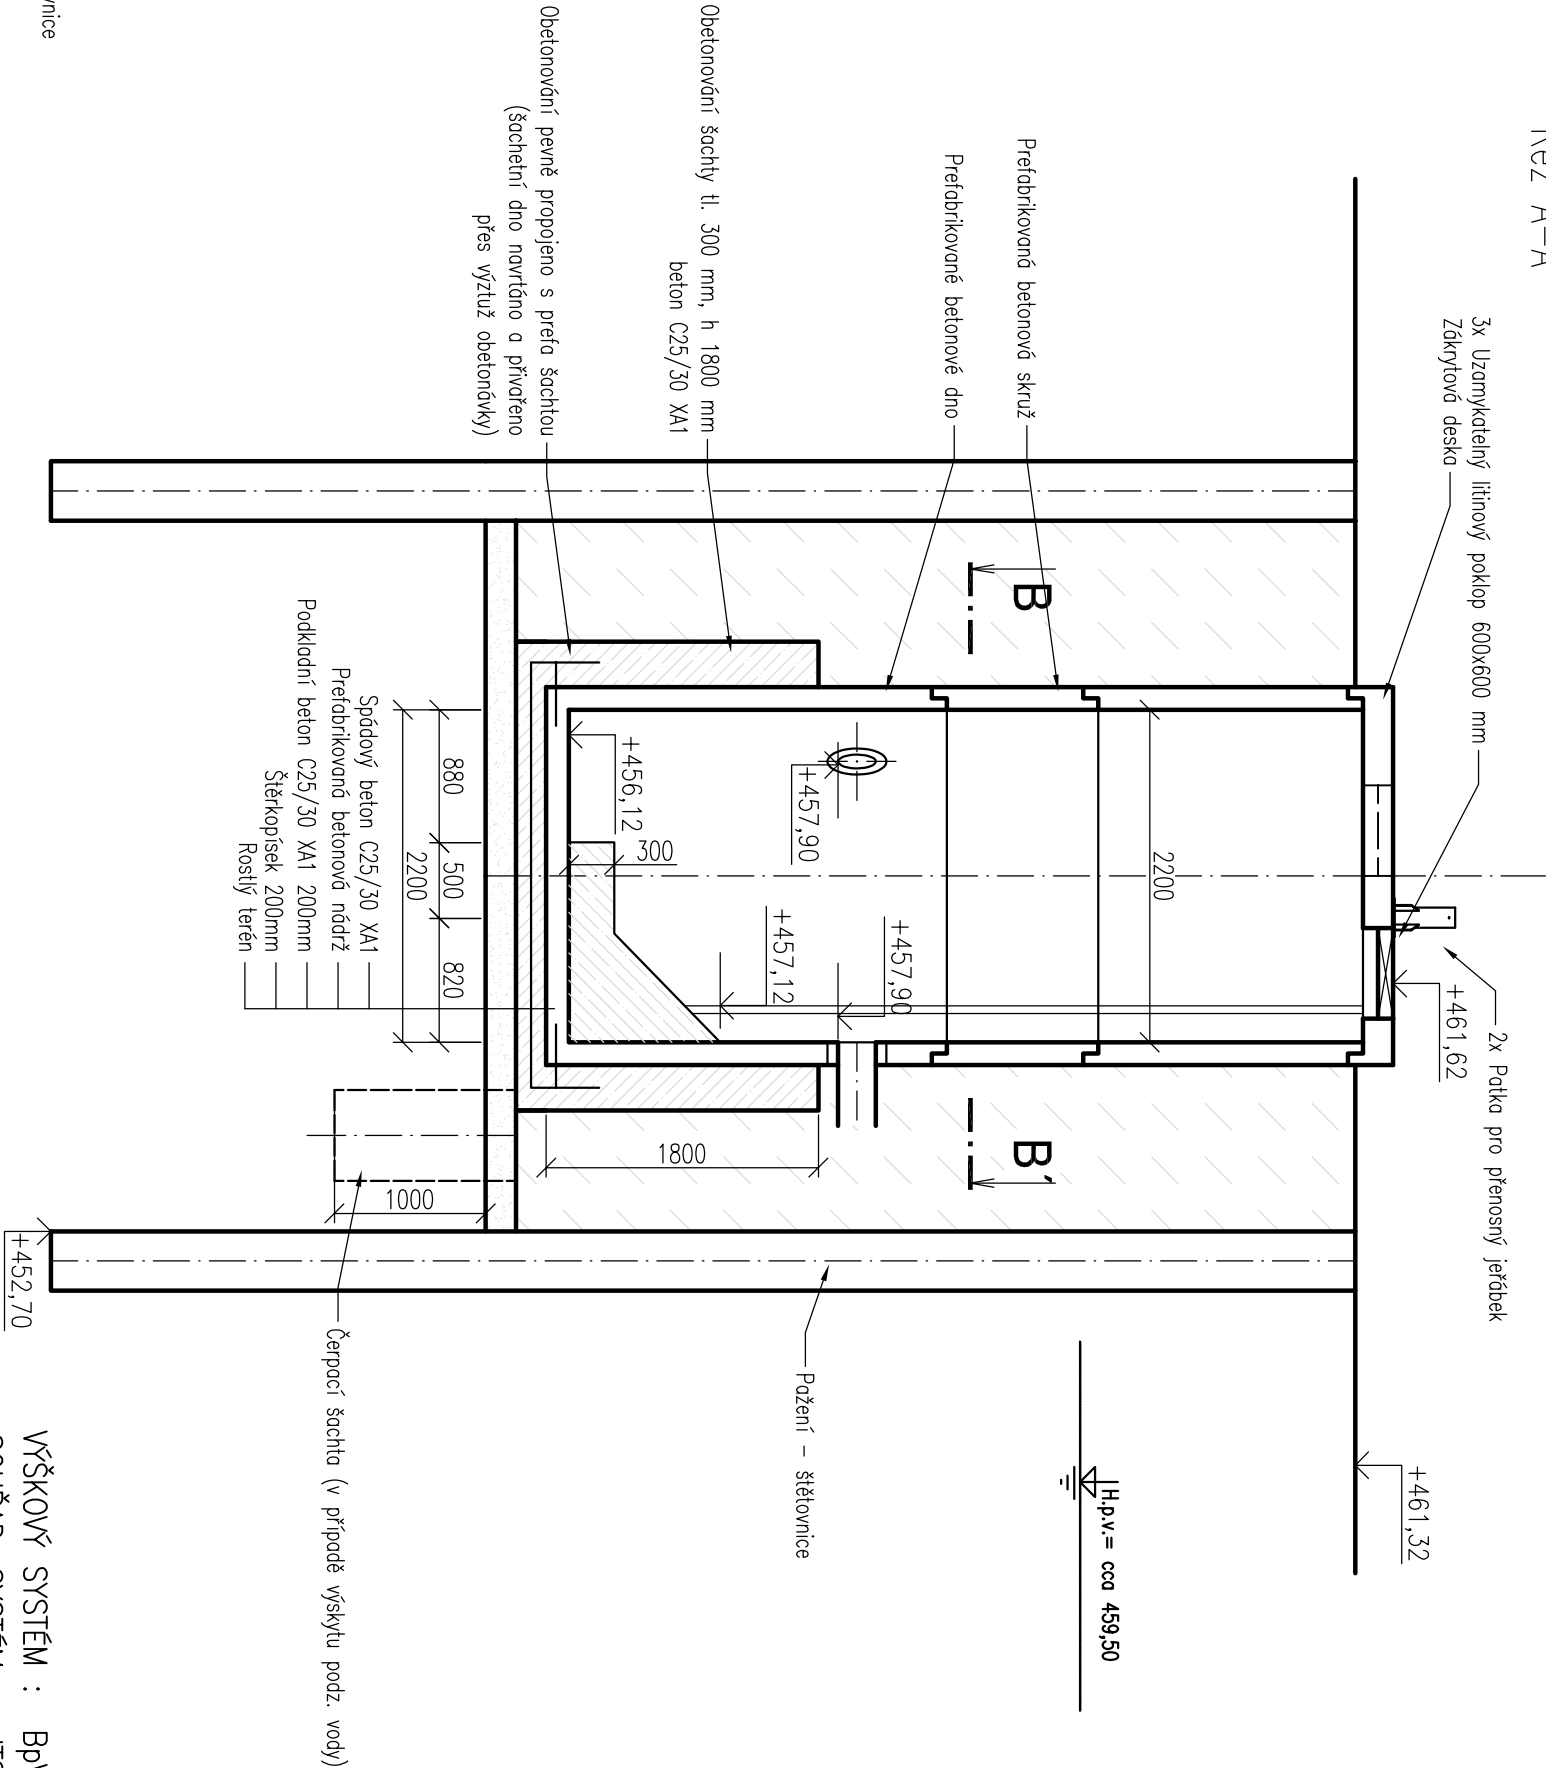 3x Uzamykatelný litinový poklop 600x600 mm
Zákrytová deska
Prefabrikovaná betonová skruž
Prefabrikované betonové dno
Obetonování šachty tl. 300 mm, h 1800 mm
beton C25/30 XA1
Obetonování pevně propojeno s prefa šachtou
(šachetní dno navrtáno a přivařeno
přes výztuž obetonávky)
2x Patka pro přenosný jeřábek
+461,62
+461,32
H.p.v.= cca 459,50
B
B´
2200
+457,90
+457,90
+457,12
+456,12
300
1800
1000
880
500
820
2200
Spádový beton C25/30 XA1
Prefabrikovaná betonová nádrž
Podkladní beton C25/30 XA1 200mm
Štěrkopísek 200mm
Rostlý terén
Pažení - štětovnice
Čerpací šachta (v případě výskytu podz. vody)
+452,70
VÝŠKOVÝ SYSTÉM :